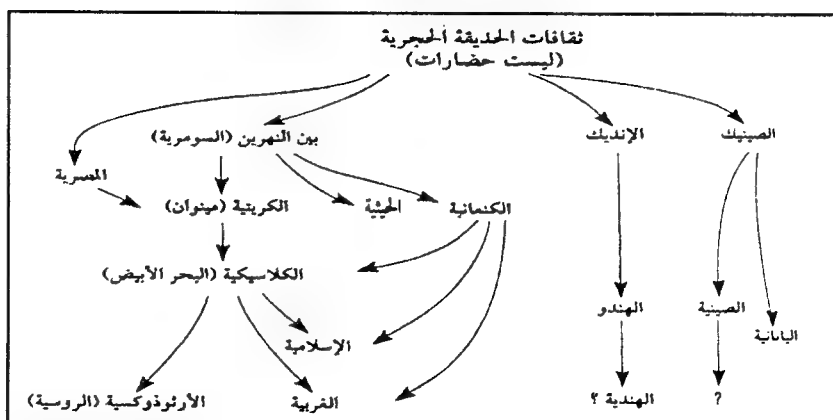 ثقافات الحديقة الحجرية
(ليست حضارات)
بين النهرين (السومرية)
الإنديك
الصينيك
المصرية
الكريتية (مينوان)
الحيثية
الكنعانية
الكلاسيكية (البحر الأبيض)
الهندو
الصينية
اليابانية
الإسلامية
الأرثوذوكسية (الروسية)
الغربية
الهندية ؟
?